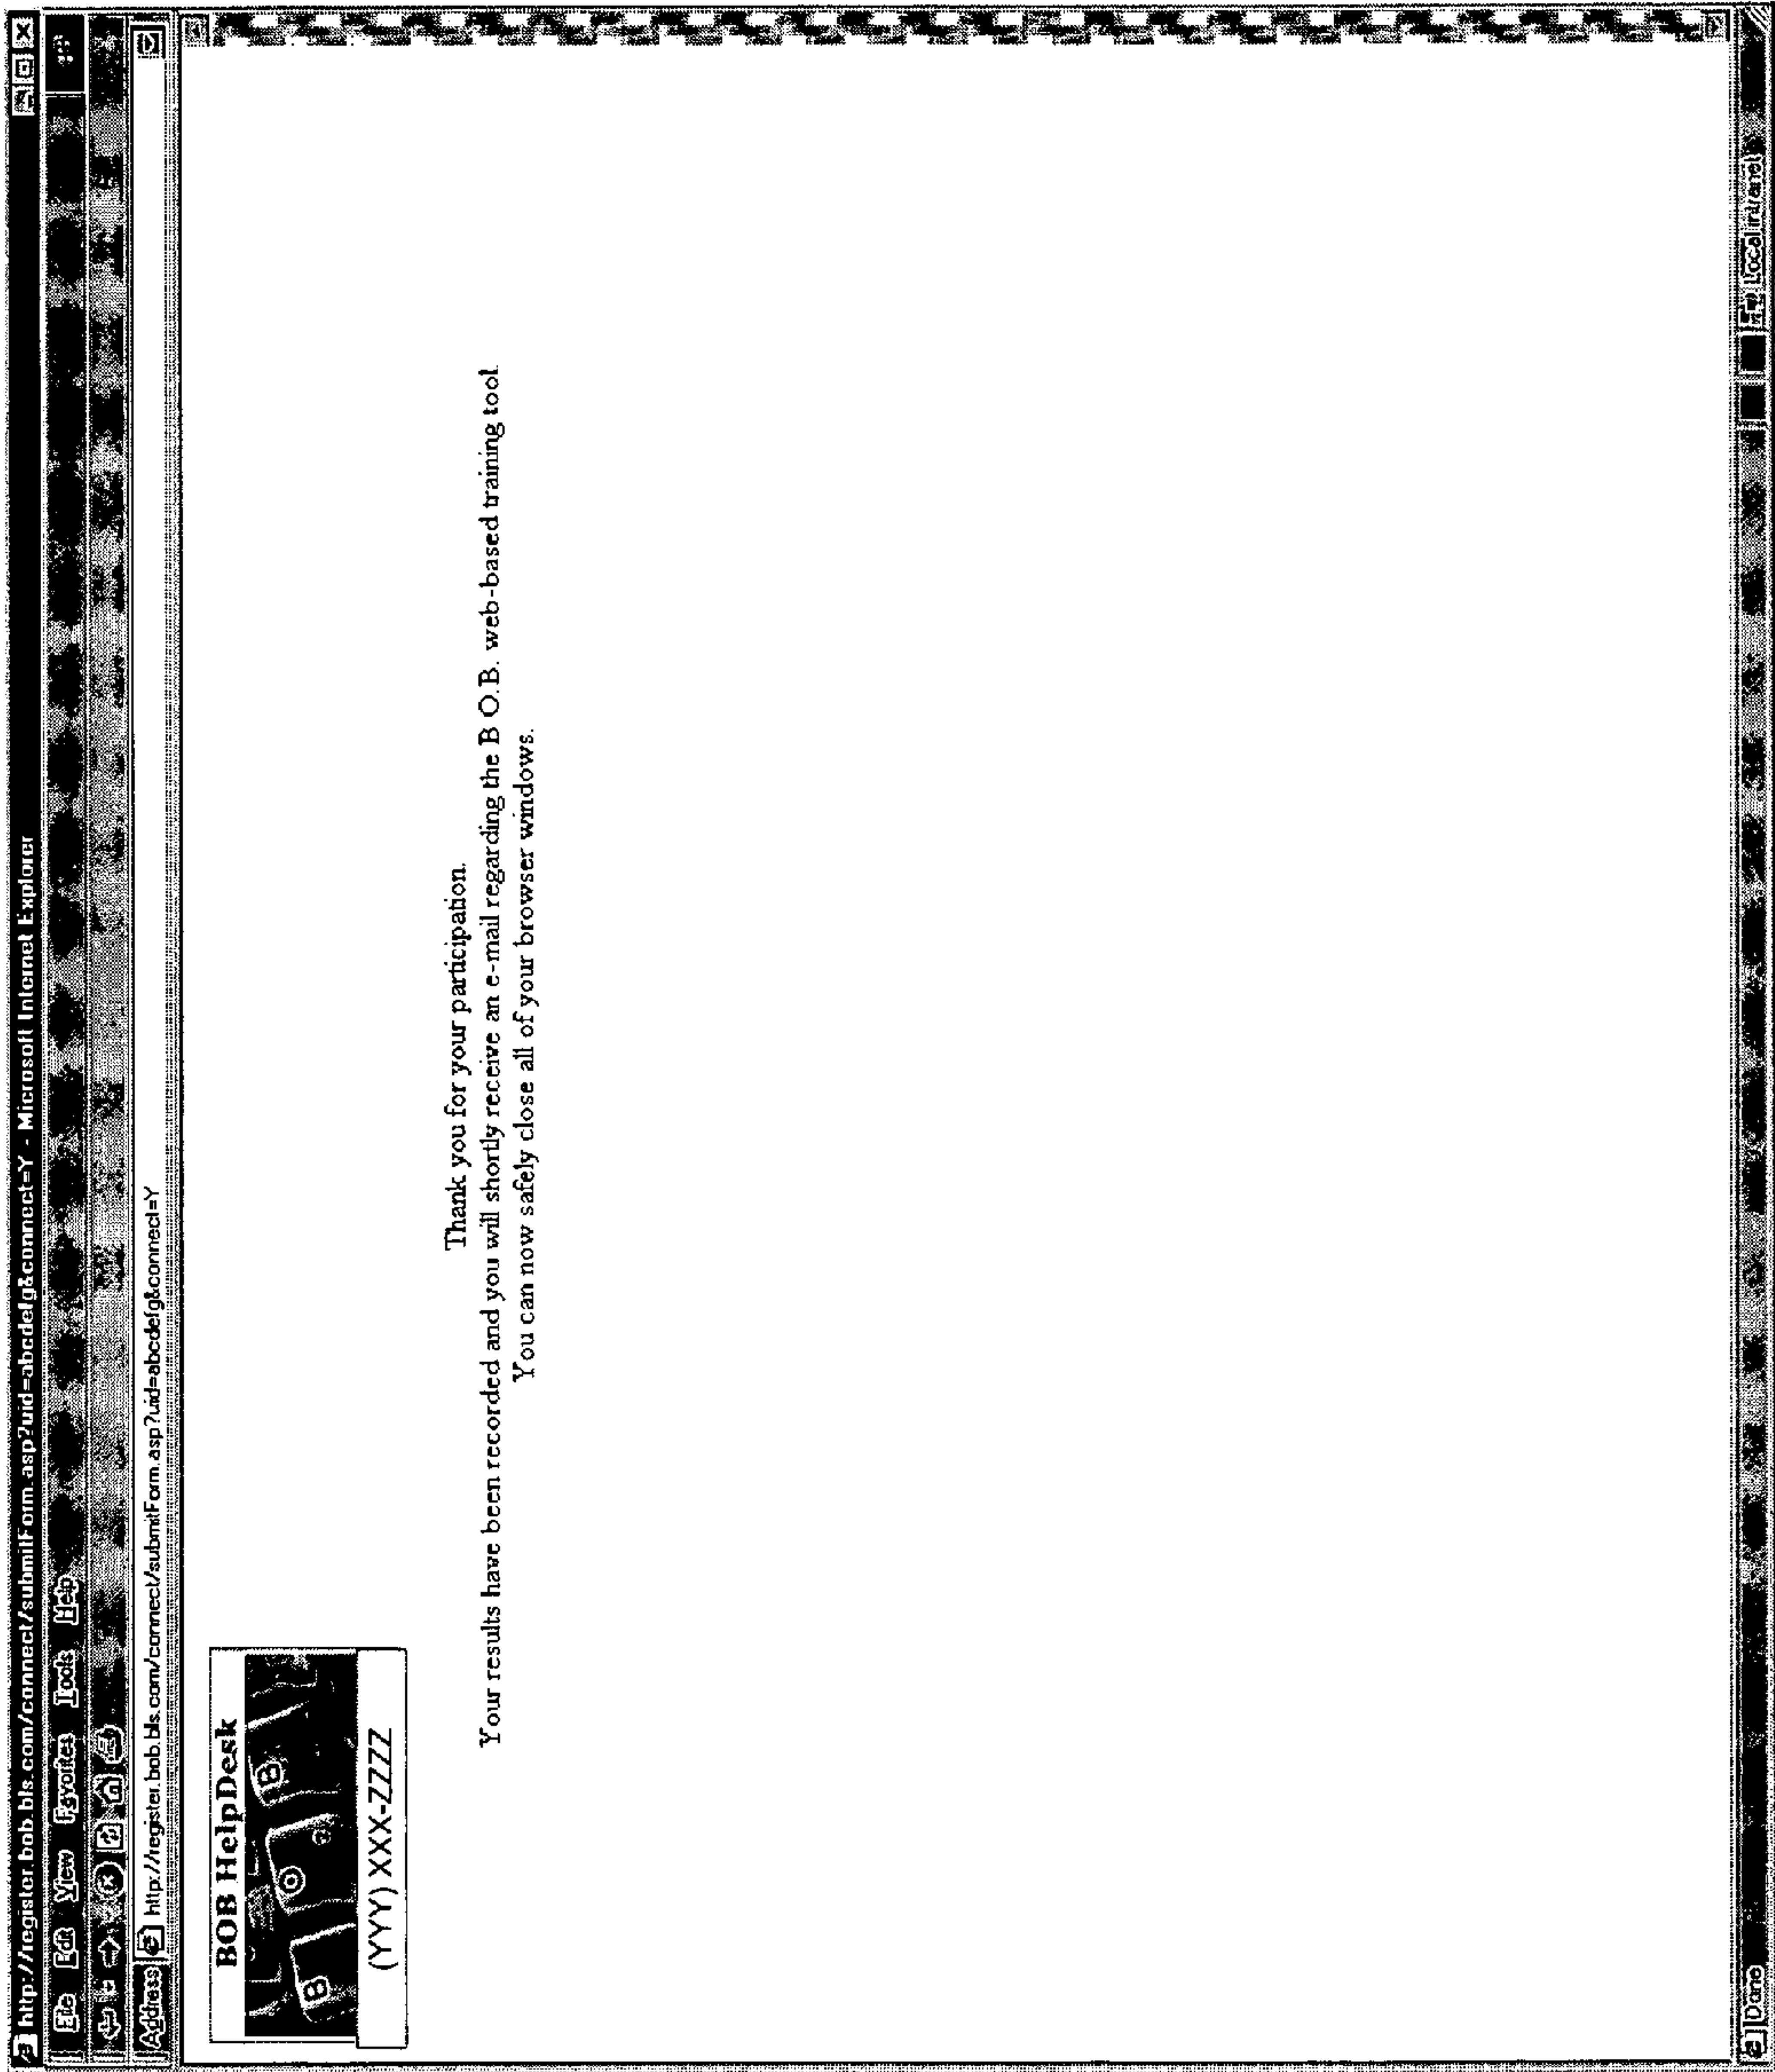 http://register.bob.bls.com/connect/submitForm.asp?uid=abcdefg&connect=Y - Microsoft Internet Explorer
File Edit View Favorites Tools Help
Address http://register.bob.bls.com/connect/submitForm.asp?uid=abcdefg&connect=Y
BOB HelpDesk
B O B
(YYY) XXX-ZZZZ
Thank you for your participation.
Your results have been recorded and you will shortly receive an e-mail regarding the B O.B. web-based training tool.
You can now safely close all of your browser windows.
Done Local intranet